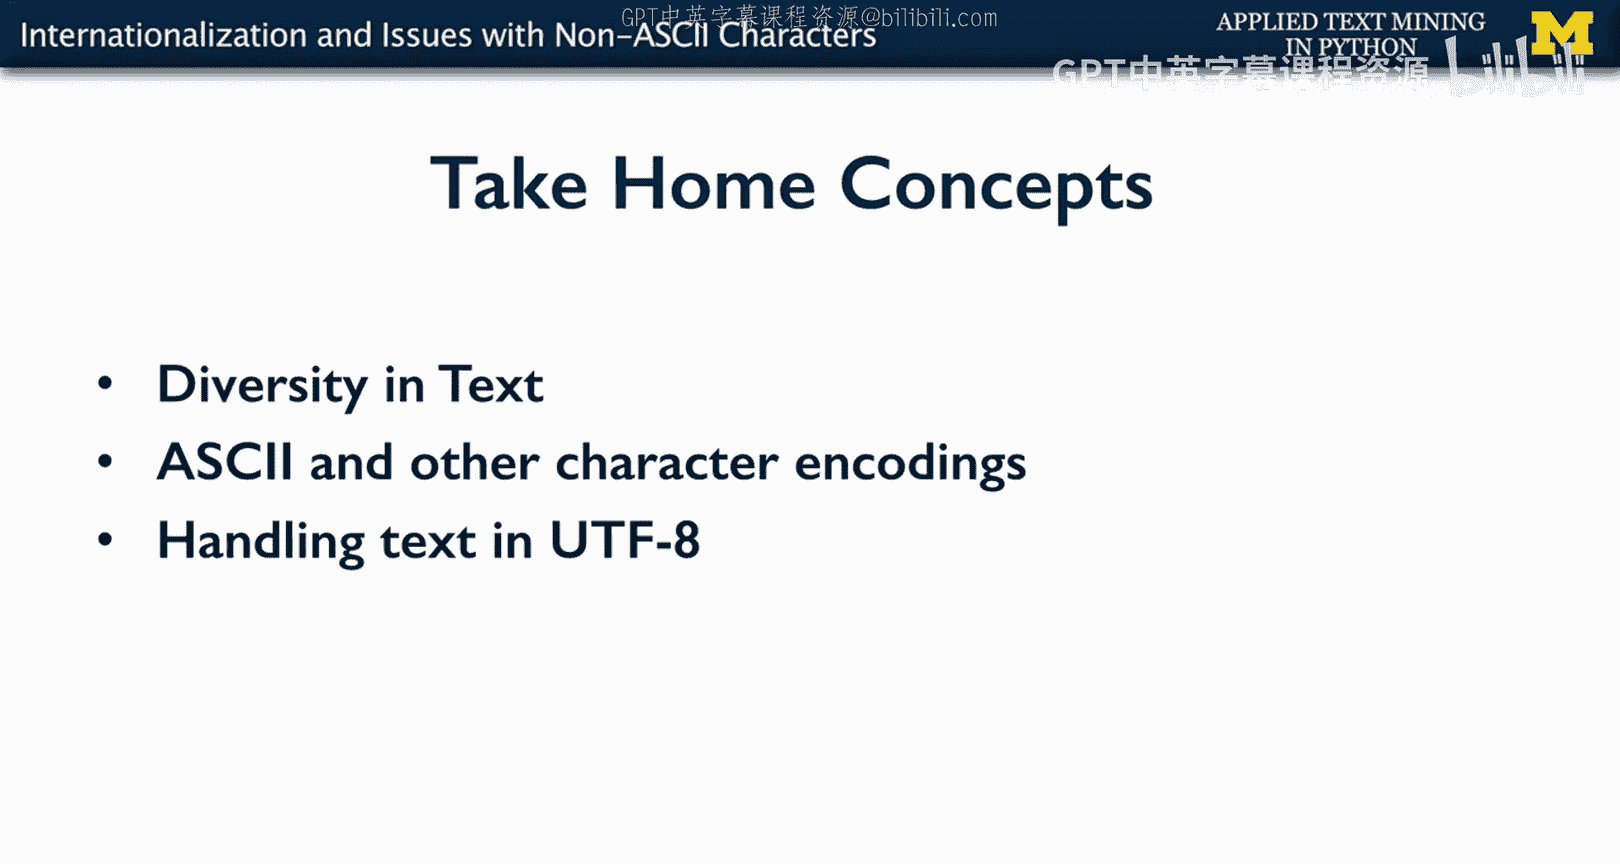 GPT中英字幕课程资源@bilibili.com
Internationalization and Issues with Non-ASCII Characters
APPLIED TEXT MINING
IN PYTHON
M
GPT中英字幕课程资源 bilibili
Take Home Concepts
• Diversity in Text
• ASCII and other character encodings
• Handling text in UTF-8